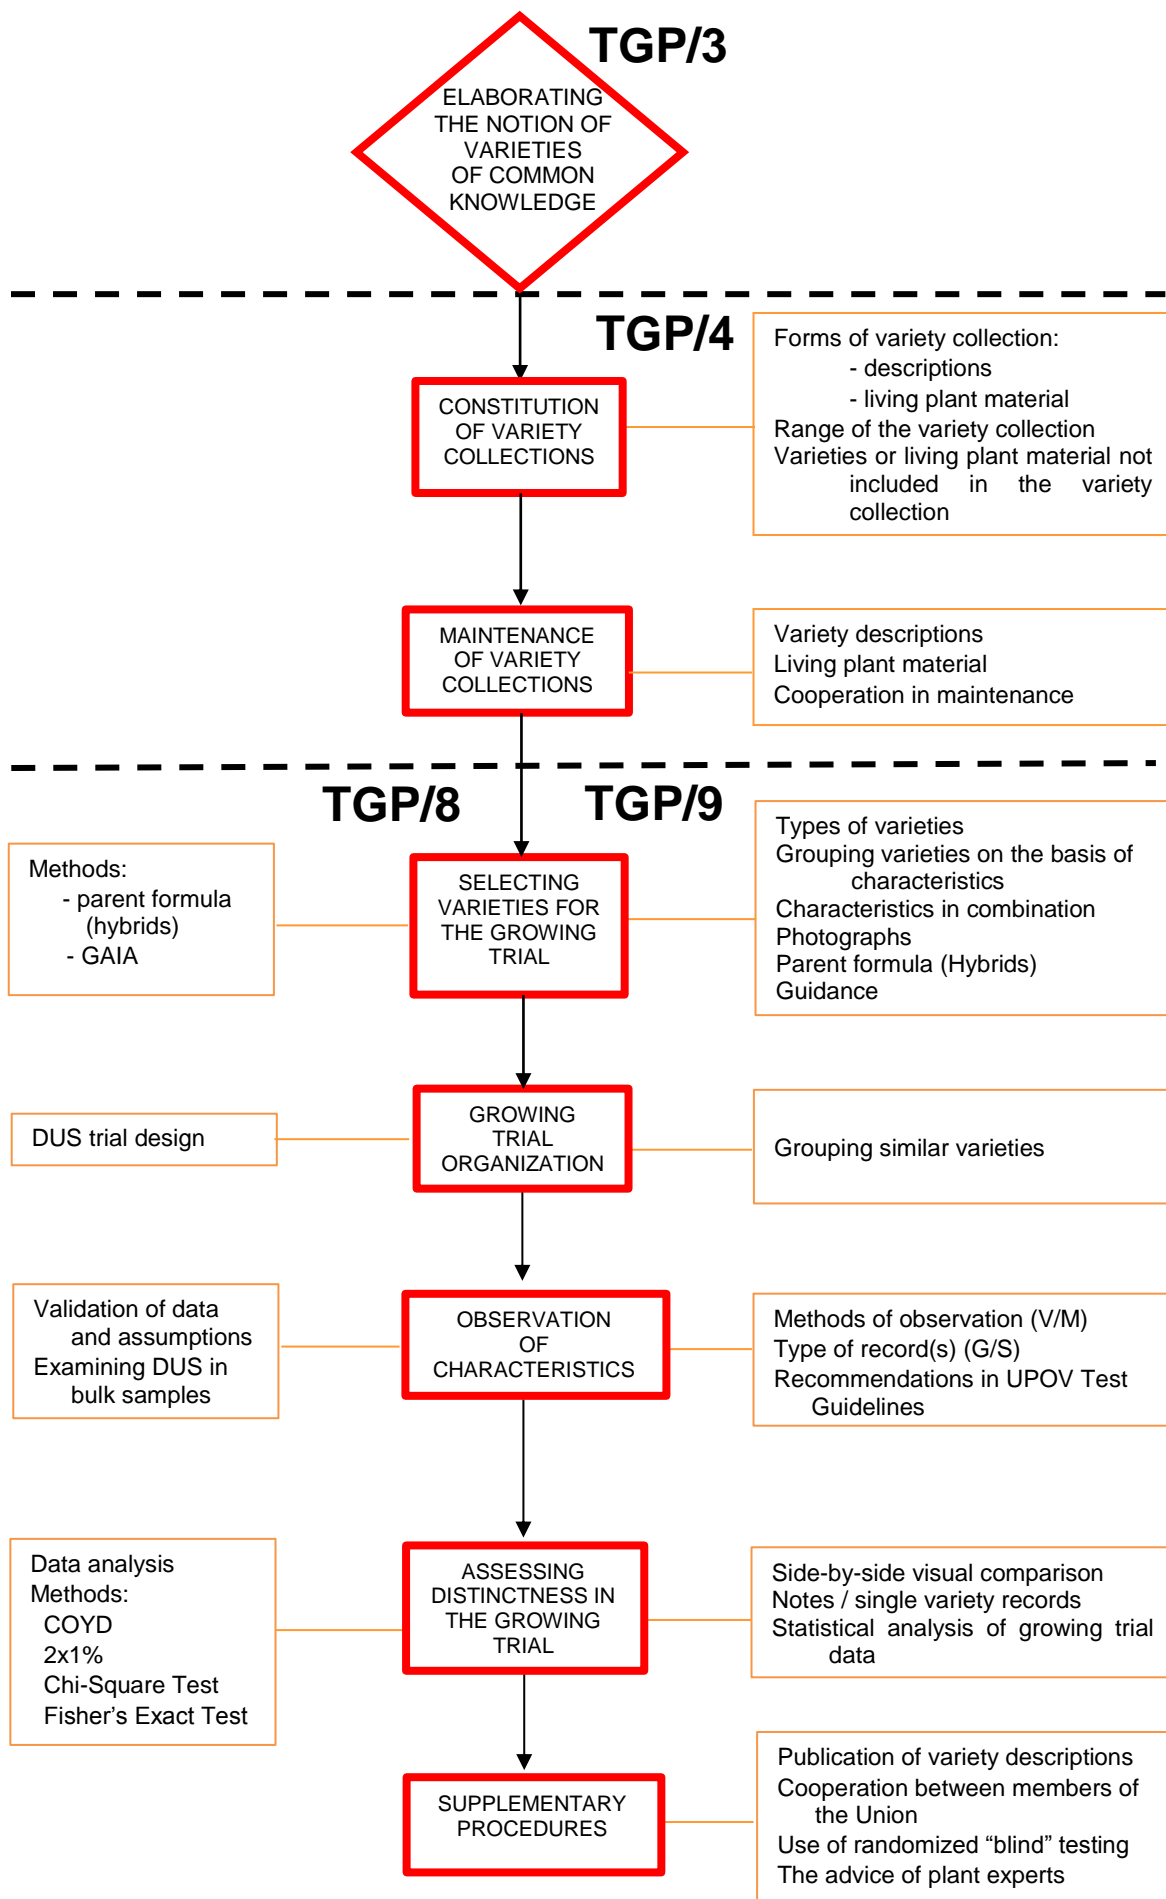 TGP/3
ELABORATING
THE NOTION OF
VARIETIES
OF COMMON
KNOWLEDGE
TGP/4
CONSTITUTION
OF VARIETY
COLLECTIONS
Forms of variety collection:
- descriptions
- living plant material
Range of the variety collection
Varieties or living plant material not
included in the variety
collection
MAINTENANCE
OF VARIETY
COLLECTIONS
Variety descriptions
Living plant material
Cooperation in maintenance
TGP/8
TGP/9
Methods:
- parent formula
(hybrids)
- GAIA
SELECTING
VARIETIES FOR
THE GROWING
TRIAL
Types of varieties
Grouping varieties on the basis of
characteristics
Characteristics in combination
Photographs
Parent formula (Hybrids)
Guidance
DUS trial design
GROWING
TRIAL
ORGANIZATION
Grouping similar varieties
Validation of data
and assumptions
Examining DUS in
bulk samples
OBSERVATION
OF
CHARACTERISTICS
Methods of observation (V/M)
Type of record(s) (G/S)
Recommendations in UPOV Test
Guidelines
Data analysis
Methods:
COYD
2x1%
Chi-Square Test
Fisher’s Exact Test
ASSESSING
DISTINCTNESS IN
THE GROWING
TRIAL
Side-by-side visual comparison
Notes / single variety records
Statistical analysis of growing trial
data
SUPPLEMENTARY
PROCEDURES
Publication of variety descriptions
Cooperation between members of
the Union
Use of randomized “blind” testing
The advice of plant experts